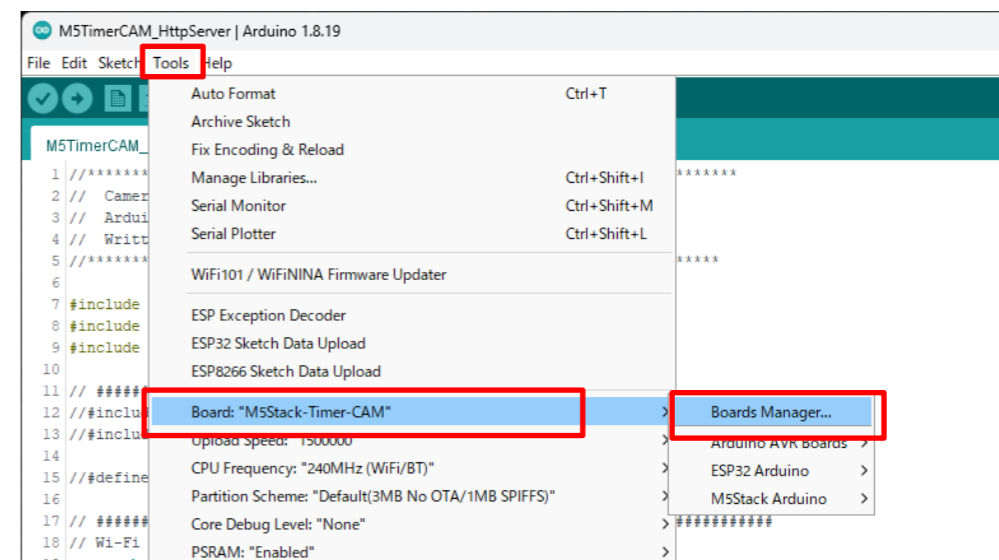 M5TimerCAM_HttpServer | Arduino 1.8.19
File Edit Sketch Tools Help
Auto Format Ctrl+T
Archive Sketch
Fix Encoding & Reload
Manage Libraries... Ctrl+Shift+I
Serial Monitor Ctrl+Shift+M
Serial Plotter Ctrl+Shift+L
WiFi101 / WiFiNINA Firmware Updater
ESP Exception Decoder
ESP32 Sketch Data Upload
ESP8266 Sketch Data Upload
Board: "M5Stack-Timer-CAM" >
Upload Speed: "1500000" >
CPU Frequency: "240MHz (WiFi/BT)" >
Partition Scheme: "Default(3MB No OTA/1MB SPIFFS)" >
Core Debug Level: "None" >
PSRAM: "Enabled" >
Boards Manager...
Arduino AVR Boards >
ESP32 Arduino >
M5Stack Arduino >
M5TimerCAM_
1 //******* *******
2 // Camer
3 // Ardui
4 // Writt
5 //******* *****
6
7 #include
8 #include
9 #include
10
11 // ######
12 //#includ
13 //#includ
14
15 //#define
16
17 // ###### ###########
18 // Wi-Fi